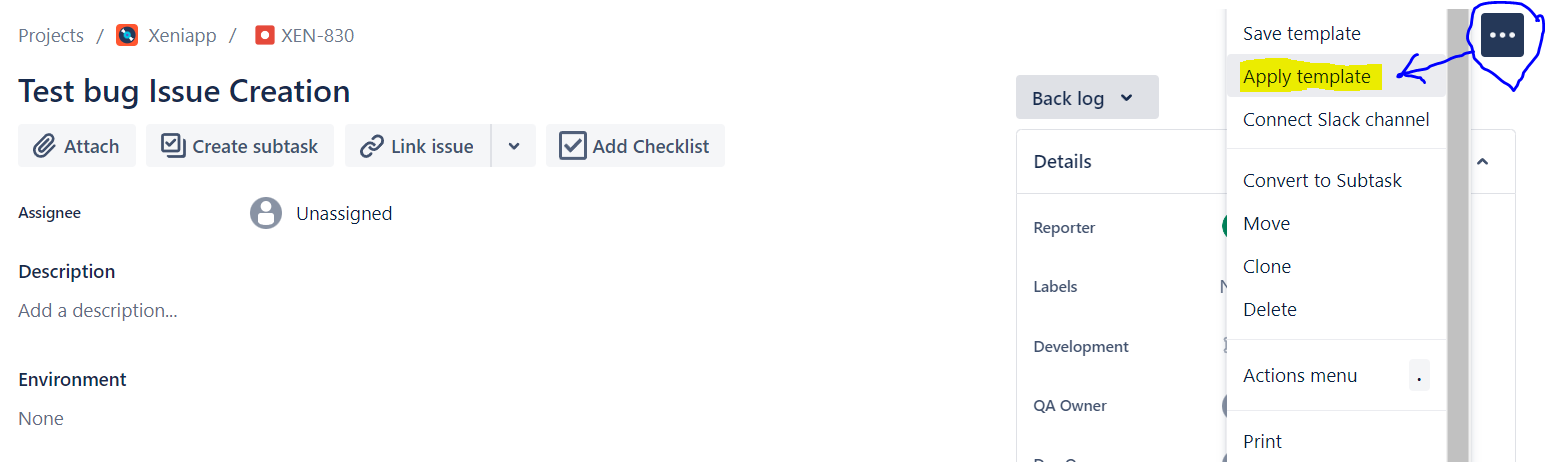 Projects / Xeniapp / XEN-830
Test bug Issue Creation
Attach Create subtask Link issue Add Checklist
Assignee Unassigned
Description
Add a description...
Environment
None
Back log
Details
Reporter
Labels
Development
QA Owner
Save template
Apply template
Connect Slack channel
Convert to Subtask
Move
Clone
Delete
Actions menu .
Print